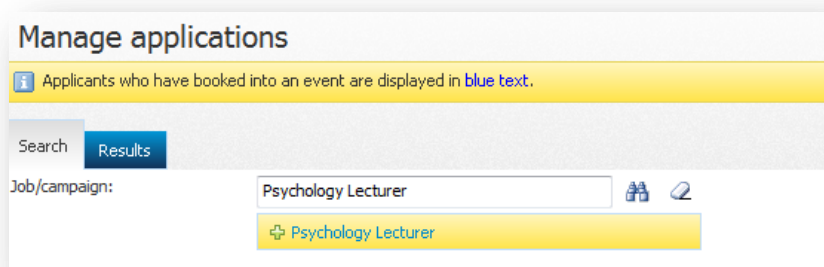 Manage applications
Applicants who have booked into an event are displayed in blue text.
Search Results
Job/campaign: Psychology Lecturer
Psychology Lecturer